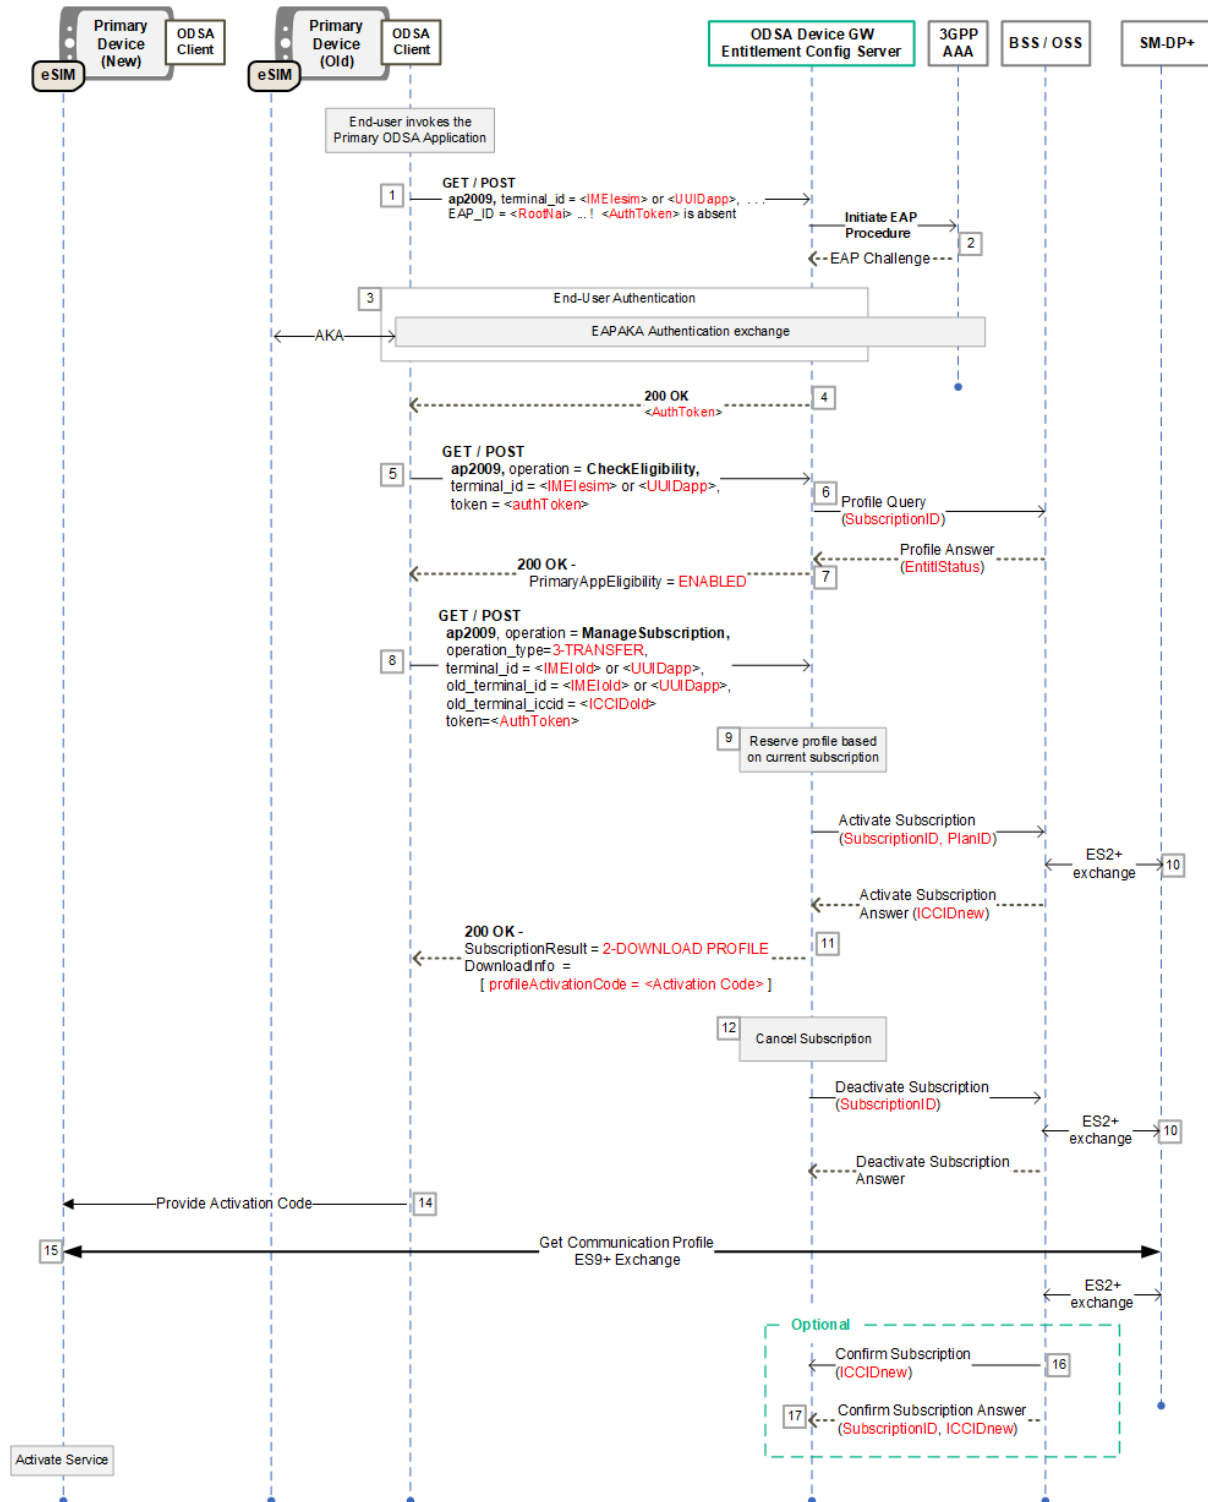 Primary
Device
(New)
ODSA
Client
eSIM
Primary
Device
(Old)
ODSA
Client
eSIM
ODSA Device GW
Entitlement Config Server
3GPP
AAA
BSS / OSS
SM-DP+
End-user invokes the
Primary ODSA Application
1
GET / POST
ap2009, terminal_id = <IMEIesim> or <UUIDapp>, ...
EAP_ID = <RootNai> ... ! <AuthToken> is absent
Initiate EAP
Procedure
2
EAP Challenge
3
End-User Authentication
AKA
EAPAKA Authentication exchange
200 OK
<AuthToken>
4
5
GET / POST
ap2009, operation = CheckEligibility,
terminal_id = <IMEIesim> or <UUIDapp>,
token = <authToken>
6
Profile Query
(SubscriptionID)
Profile Answer
(EntitlStatus)
200 OK -
PrimaryAppEligibility = ENABLED
7
8
GET / POST
ap2009, operation = ManageSubscription,
operation_type=3-TRANSFER,
terminal_id = <IMEIold> or <UUIDapp>,
old_terminal_id = <IMEIold> or <UUIDapp>,
old_terminal_iccid = <ICCIDold>
token=<AuthToken>
9
Reserve profile based
on current subscription
Activate Subscription
(SubscriptionID, PlanID)
ES2+
exchange
10
Activate Subscription
Answer (ICCIDnew)
200 OK -
SubscriptionResult = 2-DOWNLOAD PROFILE
DownloadInfo =
[ profileActivationCode = <Activation Code> ]
11
12
Cancel Subscription
Deactivate Subscription
(SubscriptionID)
ES2+
exchange
10
Deactivate Subscription
Answer
Provide Activation Code
14
15
Get Communication Profile
ES9+ Exchange
ES2+
exchange
Optional
Confirm Subscription
(ICCIDnew)
16
17
Confirm Subscription Answer
(SubscriptionID, ICCIDnew)
Activate Service